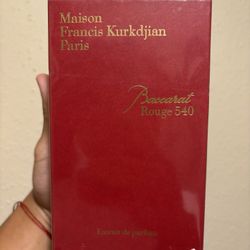 Maison
Francis Kurkdjian
Paris
Baccarat
Rouge 540
Extrait de parfum